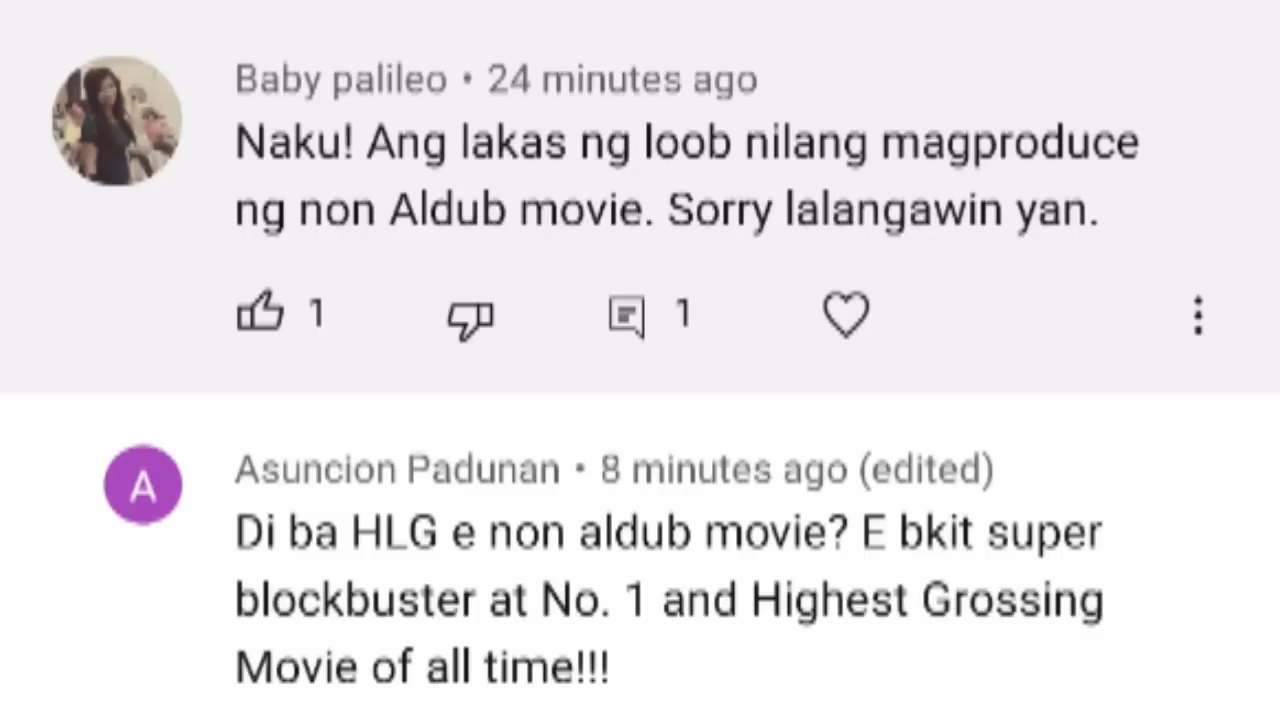 Baby palileo • 24 minutes ago
Naku! Ang lakas ng loob nilang magproduce
ng non Aldub movie. Sorry lalangawin yan.
1 1
A
Asuncion Padunan • 8 minutes ago (edited)
Di ba HLG e non aldub movie? E bkit super
blockbuster at No. 1 and Highest Grossing
Movie of all time!!!